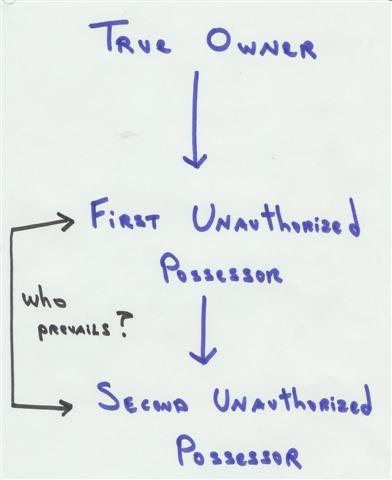 True Owner
First Unauthorized
Possessor
who
prevails?
Second Unauthorized
Possessor